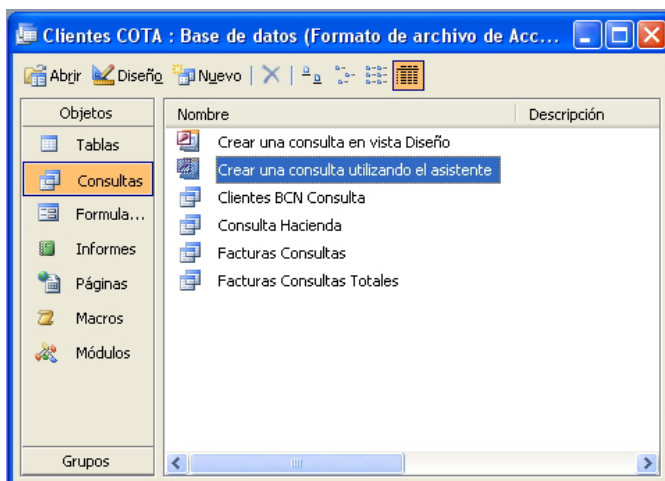 Clientes COTA : Base de datos (Formato de archivo de Acc...
Abrir Diseño Nuevo
Objetos
Nombre
Descripción
Tablas
Consultas
Formula...
Informes
Páginas
Macros
Módulos
Grupos
Crear una consulta en vista Diseño
Crear una consulta utilizando el asistente
Clientes BCN Consulta
Consulta Hacienda
Facturas Consultas
Facturas Consultas Totales